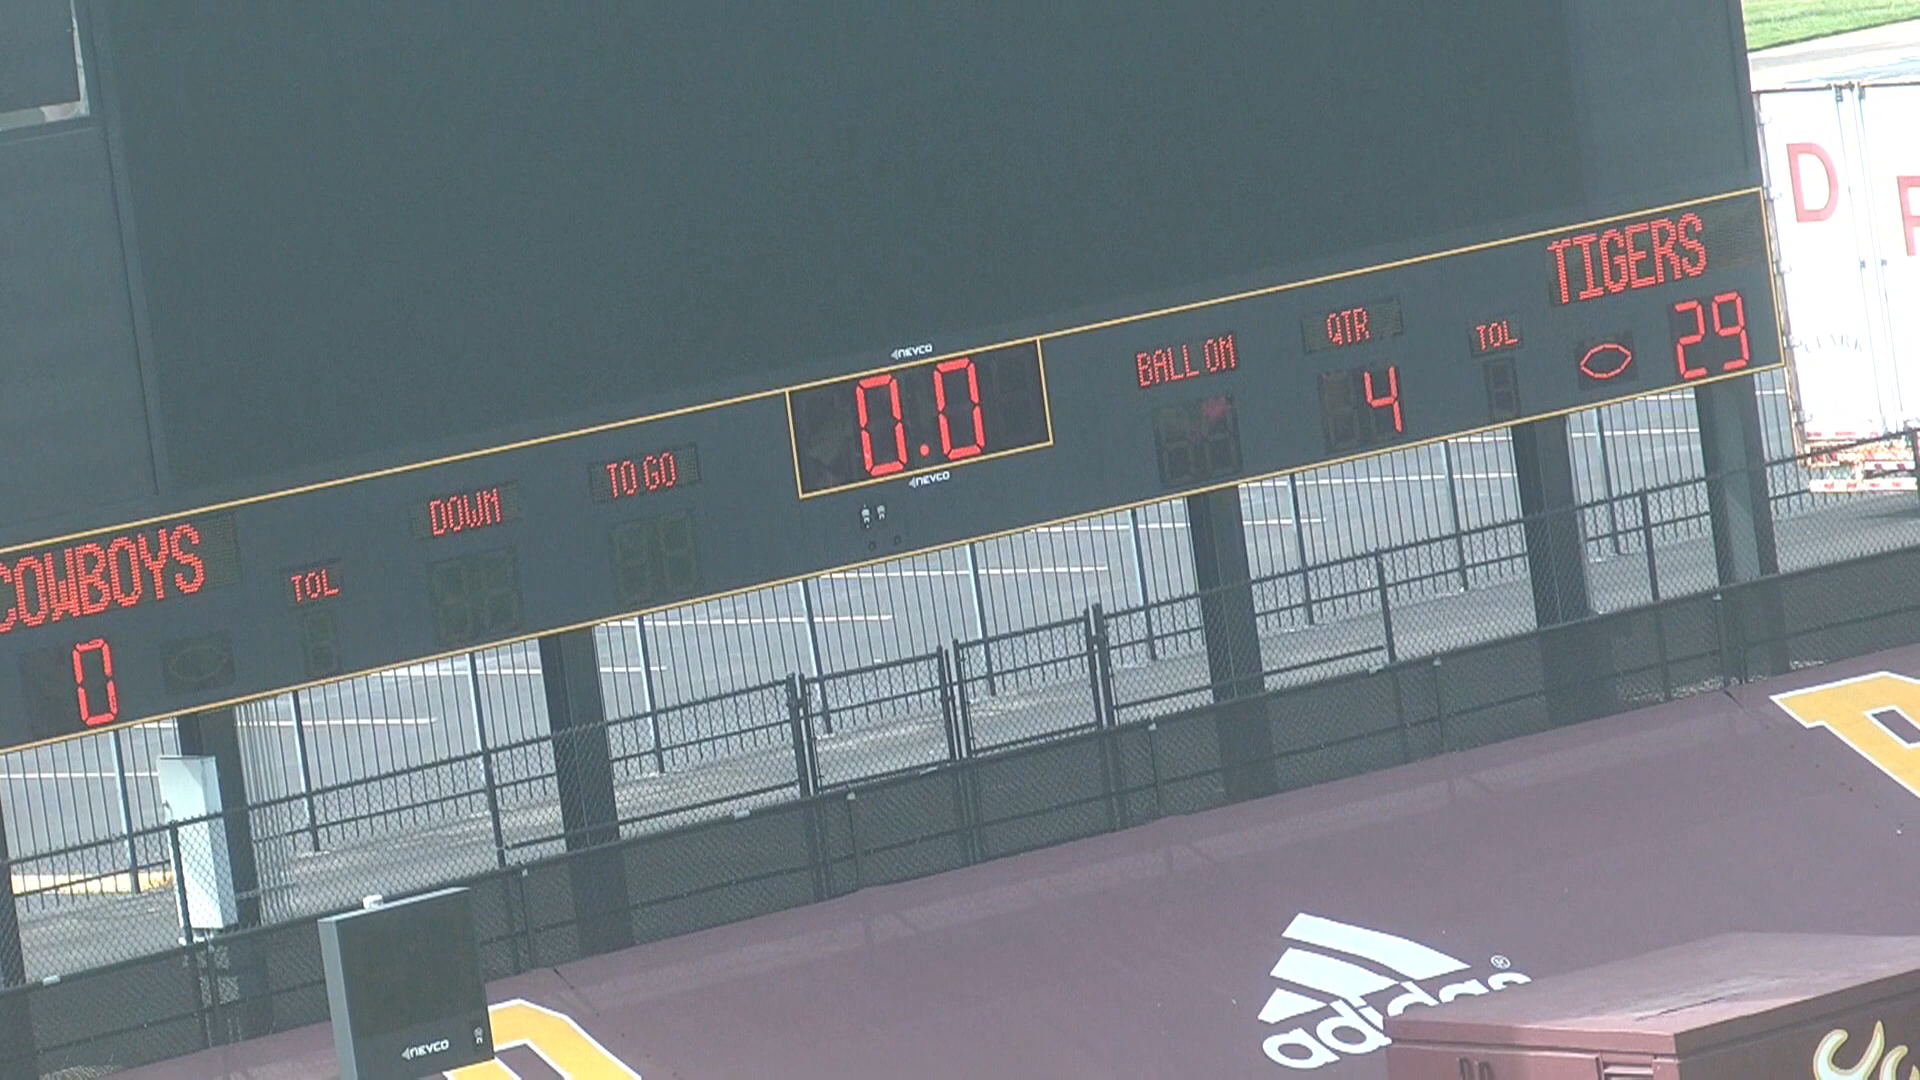 TIGERS
29
QTR
4
TOL
BALL ON
NEVCO
0.0
NEVCO
TO GO
DOWN
TOL
COWBOYS
0
adidas
®
NEVCO
D